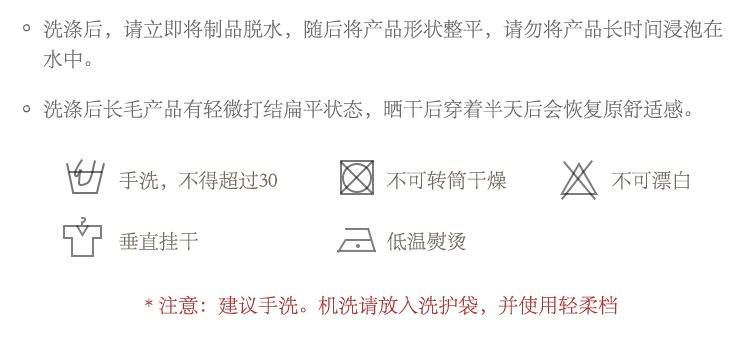 洗涤后，请立即将制品脱水，随后将产品形状整平，请勿将产品长时间浸泡在
水中。
洗涤后长毛产品有轻微打结扁平状态，晒干后穿着半天后会恢复原舒适感。
手洗，不得超过30 不可转筒干燥 不可漂白
垂直挂干 低温熨烫
*注意：建议手洗。机洗请放入洗护袋，并使用轻柔档